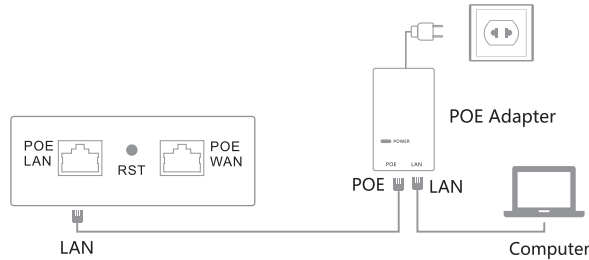 POE Adapter
POWER
POE LAN
POE LAN
POE
LAN
RST
POE
WAN
LAN
Computer